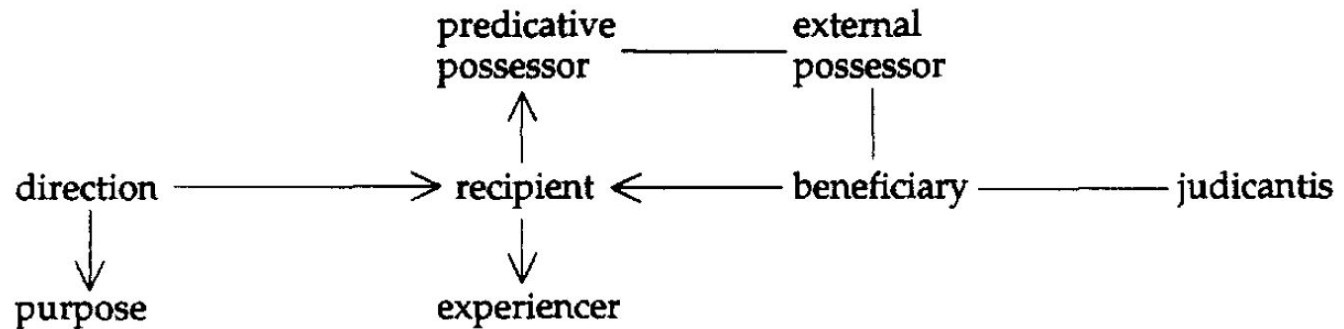 predicative external
possessor possessor
direction recipient beneficiary judicantis
purpose experiencer